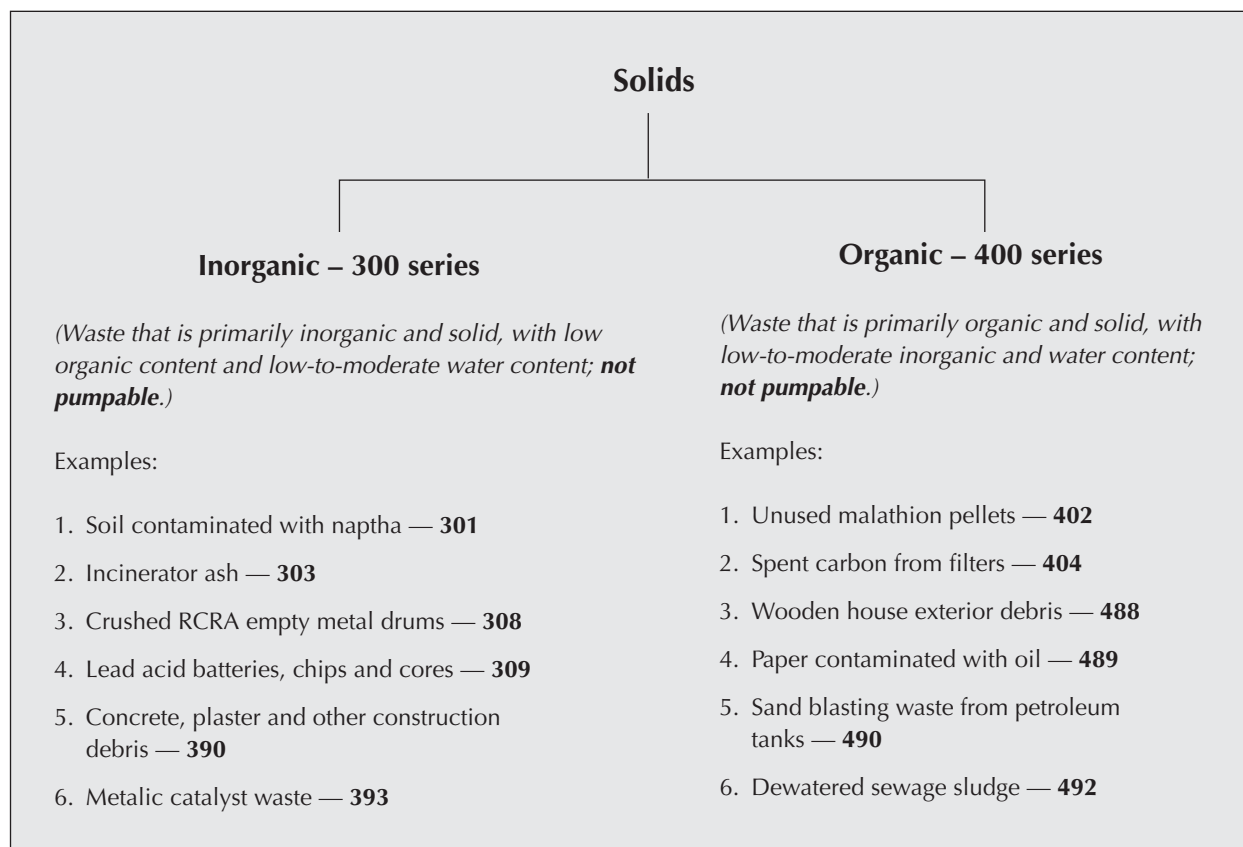 Solids
Inorganic – 300 series
(Waste that is primarily inorganic and solid, with low
organic content and low-to-moderate water content; not
pumpable.)
Examples:
1. Soil contaminated with naptha — 301
2. Incinerator ash — 303
3. Crushed RCRA empty metal drums — 308
4. Lead acid batteries, chips and cores — 309
5. Concrete, plaster and other construction
debris — 390
6. Metalic catalyst waste — 393
Organic – 400 series
(Waste that is primarily organic and solid, with
low-to-moderate inorganic and water content;
not pumpable.)
Examples:
1. Unused malathion pellets — 402
2. Spent carbon from filters — 404
3. Wooden house exterior debris — 488
4. Paper contaminated with oil — 489
5. Sand blasting waste from petroleum
tanks — 490
6. Dewatered sewage sludge — 492